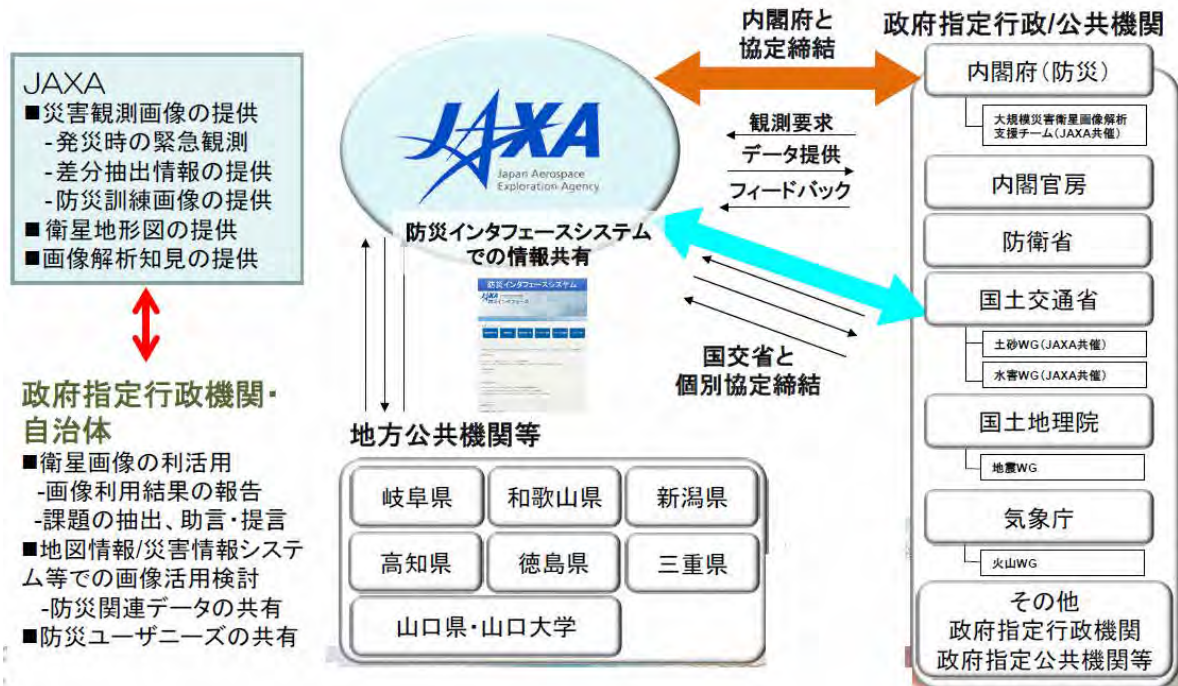 JAXA
■災害観測画像の提供
-発災時の緊急観測
-差分抽出情報の提供
-防災訓練画像の提供
■衛星地形図の提供
■画像解析知見の提供
政府指定行政機関・
自治体
■衛星画像の利活用
-画像利用結果の報告
-課題の抽出、助言・提言
■地図情報/災害情報システ
ム等での画像活用検討
-防災関連データの共有
■防災ユーザニーズの共有
JAXA
Japan Aerospace
Exploration Agency
防災インタフェースシステム
での情報共有
防災インタフェースシステム
地方公共機関等
岐阜県
和歌山県
新潟県
高知県
徳島県
三重県
山口県・山口大学
内閣府と
協定締結
観測要求
データ提供
フィードバック
国交省と
個別協定締結
政府指定行政/公共機関
内閣府(防災)
大規模災害衛星画像解析
支援チーム(JAXA共催)
内閣官房
防衛省
国土交通省
土砂WG(JAXA共催)
水害WG(JAXA共催)
国土地理院
地震WG
気象庁
火山WG
その他
政府指定行政機関
政府指定公共機関等